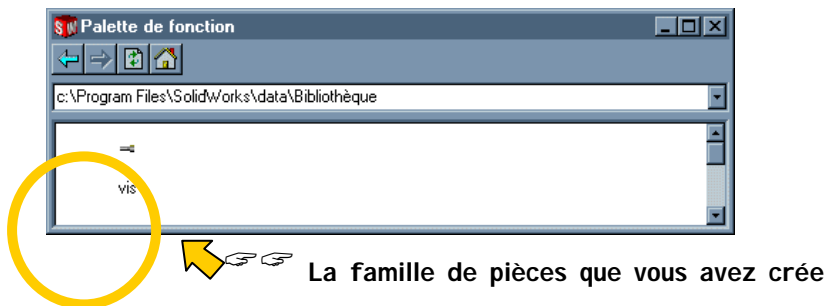 Palette de fonction
c:\Program Files\SolidWorks\data\Bibliothèque
vis
La famille de pièces que vous avez crée